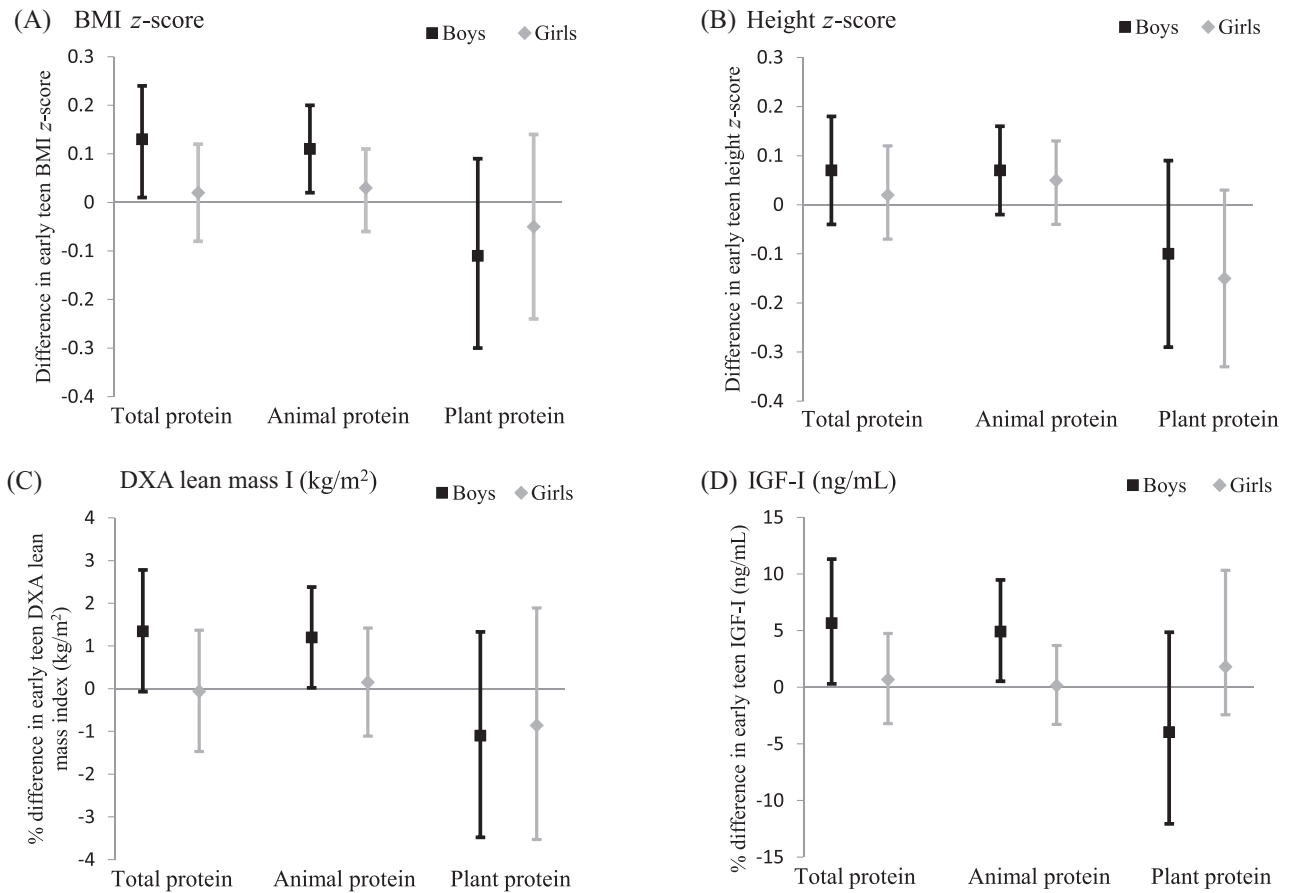 (A) BMI z-score
Boys Girls
Difference in early teen BMI z-score
0.3
0.2
0.1
0
-0.1
-0.2
-0.3
-0.4
Total protein Animal protein Plant protein
(B) Height z-score
Boys Girls
Difference in early teen height z-score
0.3
0.2
0.1
0
-0.1
-0.2
-0.3
-0.4
Total protein Animal protein Plant protein
(C) DXA lean mass I (kg/m²)
Boys Girls
% difference in early teen DXA lean
mass index (kg/m²)
4
3
2
1
0
-1
-2
-3
-4
Total protein Animal protein Plant protein
(D) IGF-I (ng/mL)
Boys Girls
% difference in early teen IGF-I (ng/mL)
15
10
5
0
-5
-10
-15
Total protein Animal protein Plant protein